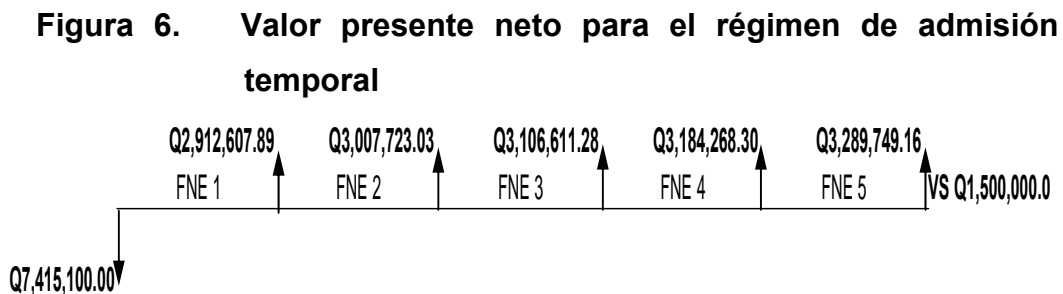 Figura 6. Valor presente neto para el régimen de admisión
temporal
Q2,912,607.89 Q3,007,723.03 Q3,106,611.28 Q3,184,268.30 Q3,289,749.16
FNE 1 FNE 2 FNE 3 FNE 4 FNE 5 VS Q1,500,000.0
Q7,415,100.00